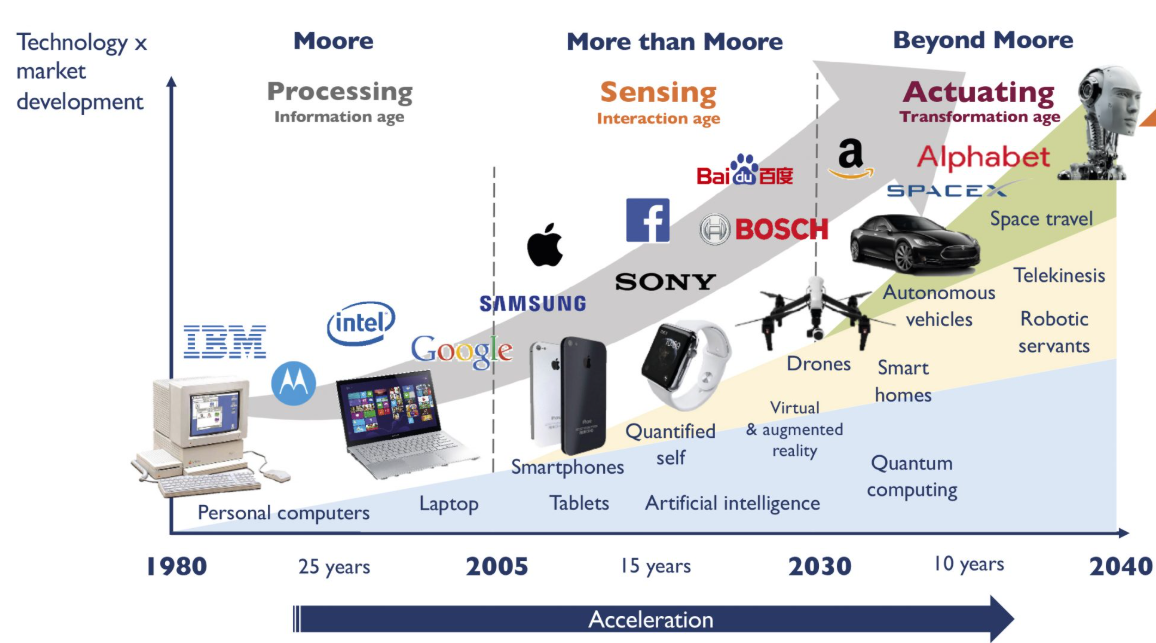 Technology x
market
development
Moore
More than Moore
Beyond Moore
Processing
Information age
Sensing
Interaction age
Actuating
Transformation age
Baidu百度
a
Alphabet
SPACEX
BOSCH
SONY
SAMSUNG
intel
IBM
Google
Space travel
Telekinesis
Autonomous
vehicles
Robotic
servants
Drones
Smart
homes
Virtual
& augmented
reality
Quantified
self
Smartphones
Quantum
computing
Personal computers
Laptop
Tablets
Artificial intelligence
1980
25 years
2005
15 years
2030
10 years
2040
Acceleration